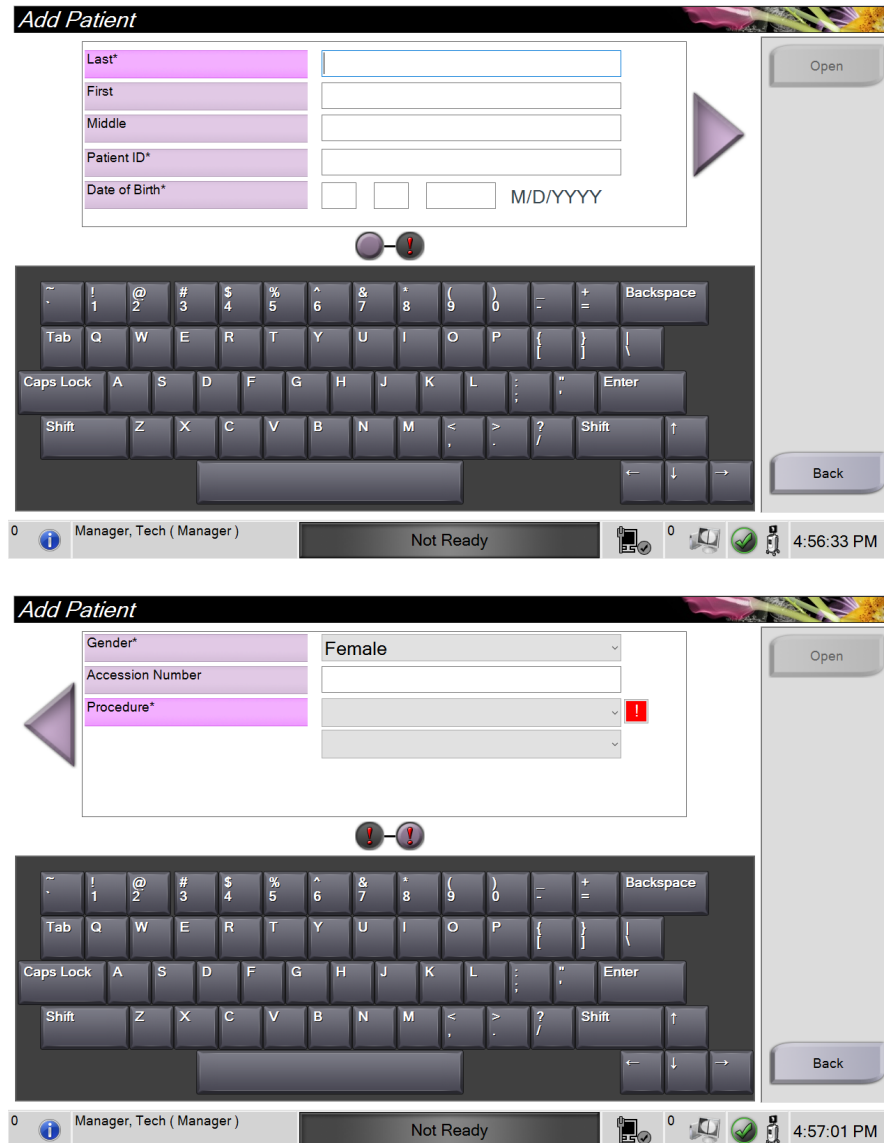 Add Patient
Last*
Open
First
Middle
Patient ID*
Date of Birth* M/D/YYYY
!
~ ! @ # $ % ^ & * ( ) _ + Backspace
` 1 2 3 4 5 6 7 8 9 0 - =
Tab Q W E R T Y U I O P { } |
[ ] \
Caps Lock A S D F G H J K L : " Enter
; '
Shift Z X C V B N M < > ? Shift ↑
, . /
← ↓ →
Back
0 i Manager, Tech ( Manager ) Not Ready 0 4:56:33 PM
Add Patient
Gender* Female
Open
Accession Number
Procedure* !
! !
~ ! @ # $ % ^ & * ( ) _ + Backspace
` 1 2 3 4 5 6 7 8 9 0 - =
Tab Q W E R T Y U I O P { } |
[ ] \
Caps Lock A S D F G H J K L : " Enter
; '
Shift Z X C V B N M < > ? Shift ↑
, . /
← ↓ →
Back
0 i Manager, Tech ( Manager ) Not Ready 0 4:57:01 PM